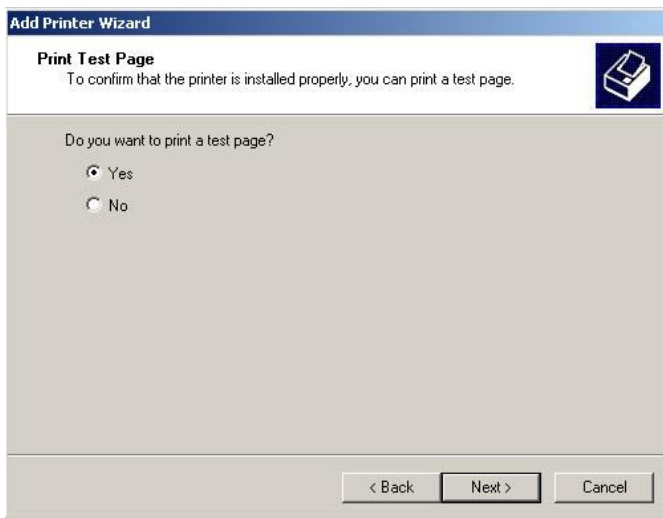 Add Printer Wizard
Print Test Page
To confirm that the printer is installed properly, you can print a test page.
Do you want to print a test page?
Yes
No
< Back Next > Cancel